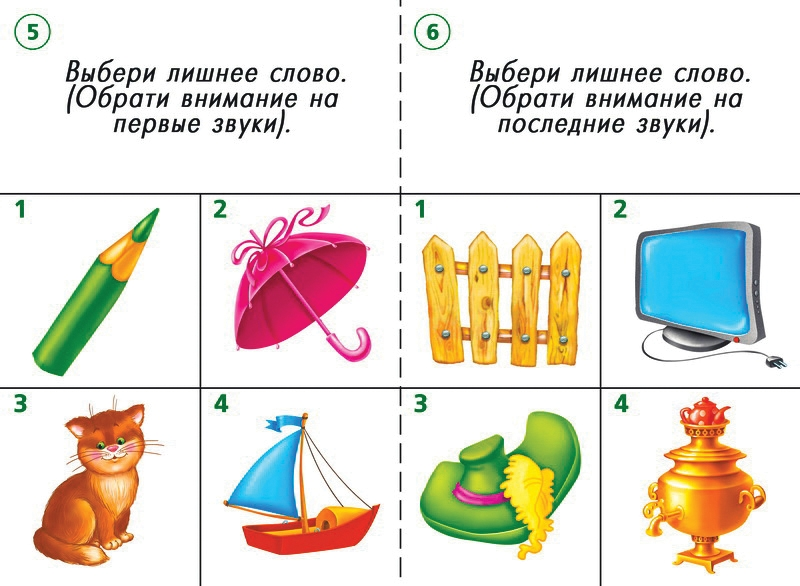 5
Выбери лишнее слово.
(Обрати внимание на
первые звуки).
6
Выбери лишнее слово.
(Обрати внимание на
последние звуки).
1
2
1
2
3
4
3
4